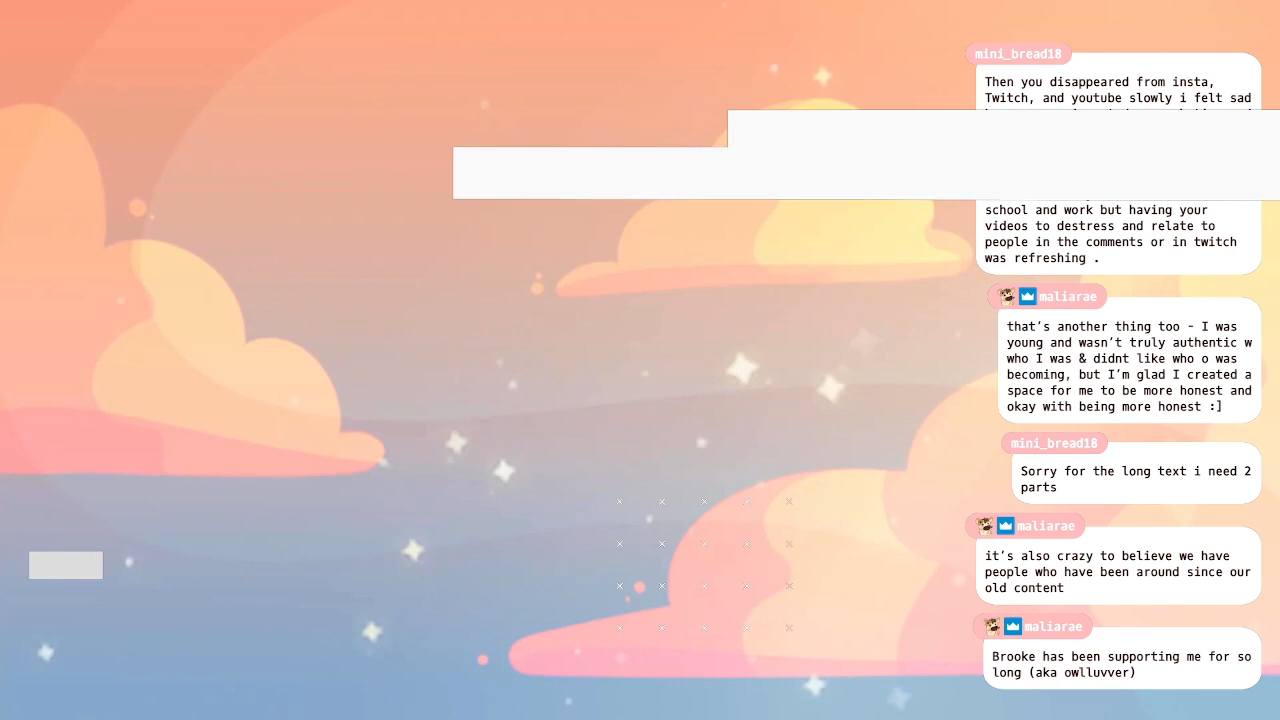 mini_bread18
Then you disappeared from insta,
Twitch, and youtube slowly i felt sad
school and work but having your
videos to destress and relate to
people in the comments or in twitch
was refreshing .
maliarae
that's another thing too - I was
young and wasn't truly authentic w
who I was & didnt like who o was
becoming, but I'm glad I created a
space for me to be more honest and
okay with being more honest :]
mini_bread18
Sorry for the long text i need 2
parts
maliarae
it's also crazy to believe we have
people who have been around since our
old content
maliarae
Brooke has been supporting me for so
long (aka owlluvver)